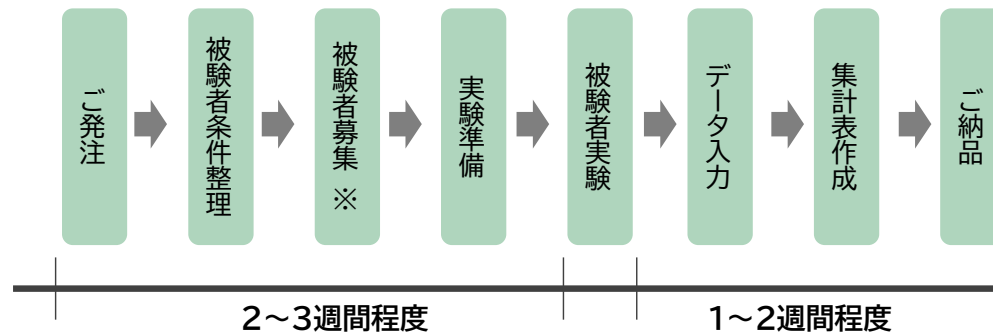 ご発注
被験者条件整理
被験者募集 ※
実験準備
被験者実験
データ入力
集計表作成
ご納品
2～3週間程度
1～2週間程度